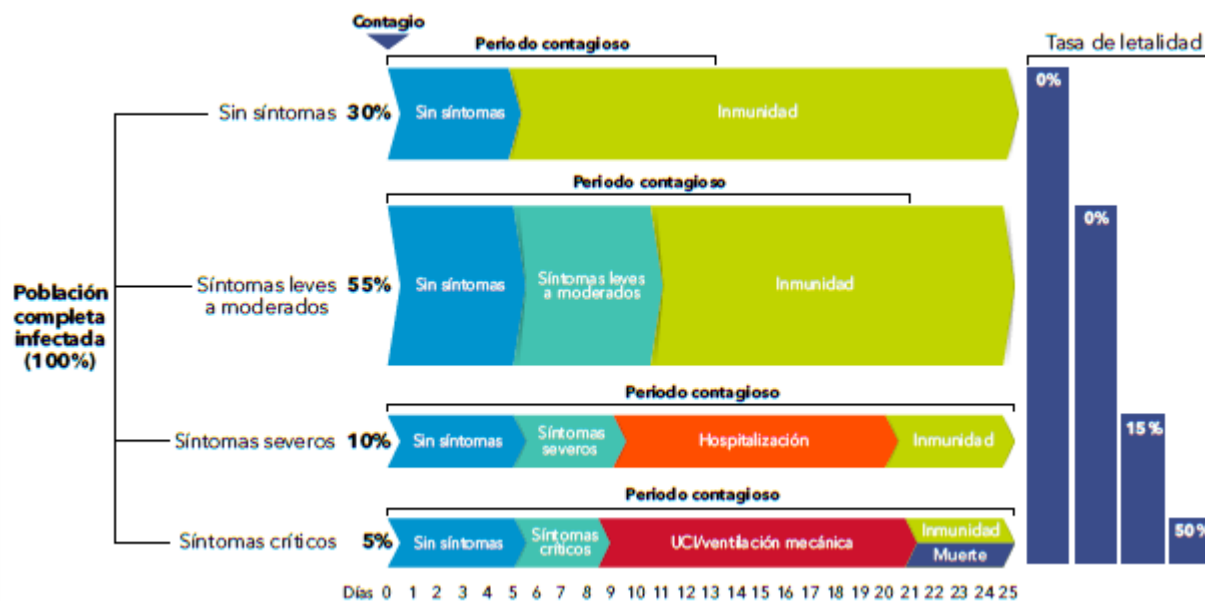 Contagio
Periodo contagioso
Tasa de letalidad
Sin síntomas 30%
Sin síntomas
Inmunidad
0%
Periodo contagioso
Síntomas leves
a moderados
55%
Sin síntomas
Síntomas leves
a moderados
Inmunidad
0%
Población
completa
infectada
(100%)
Periodo contagioso
Síntomas severos 10%
Sin síntomas
Síntomas
severos
Hospitalización
Inmunidad
15%
Periodo contagioso
Síntomas críticos 5%
Sin síntomas
Síntomas
críticos
UCI/ventilación mecánica
Inmunidad
Muerte
50%
Días 0 1 2 3 4 5 6 7 8 9 10 11 12 13 14 15 16 17 18 19 20 21 22 23 24 25